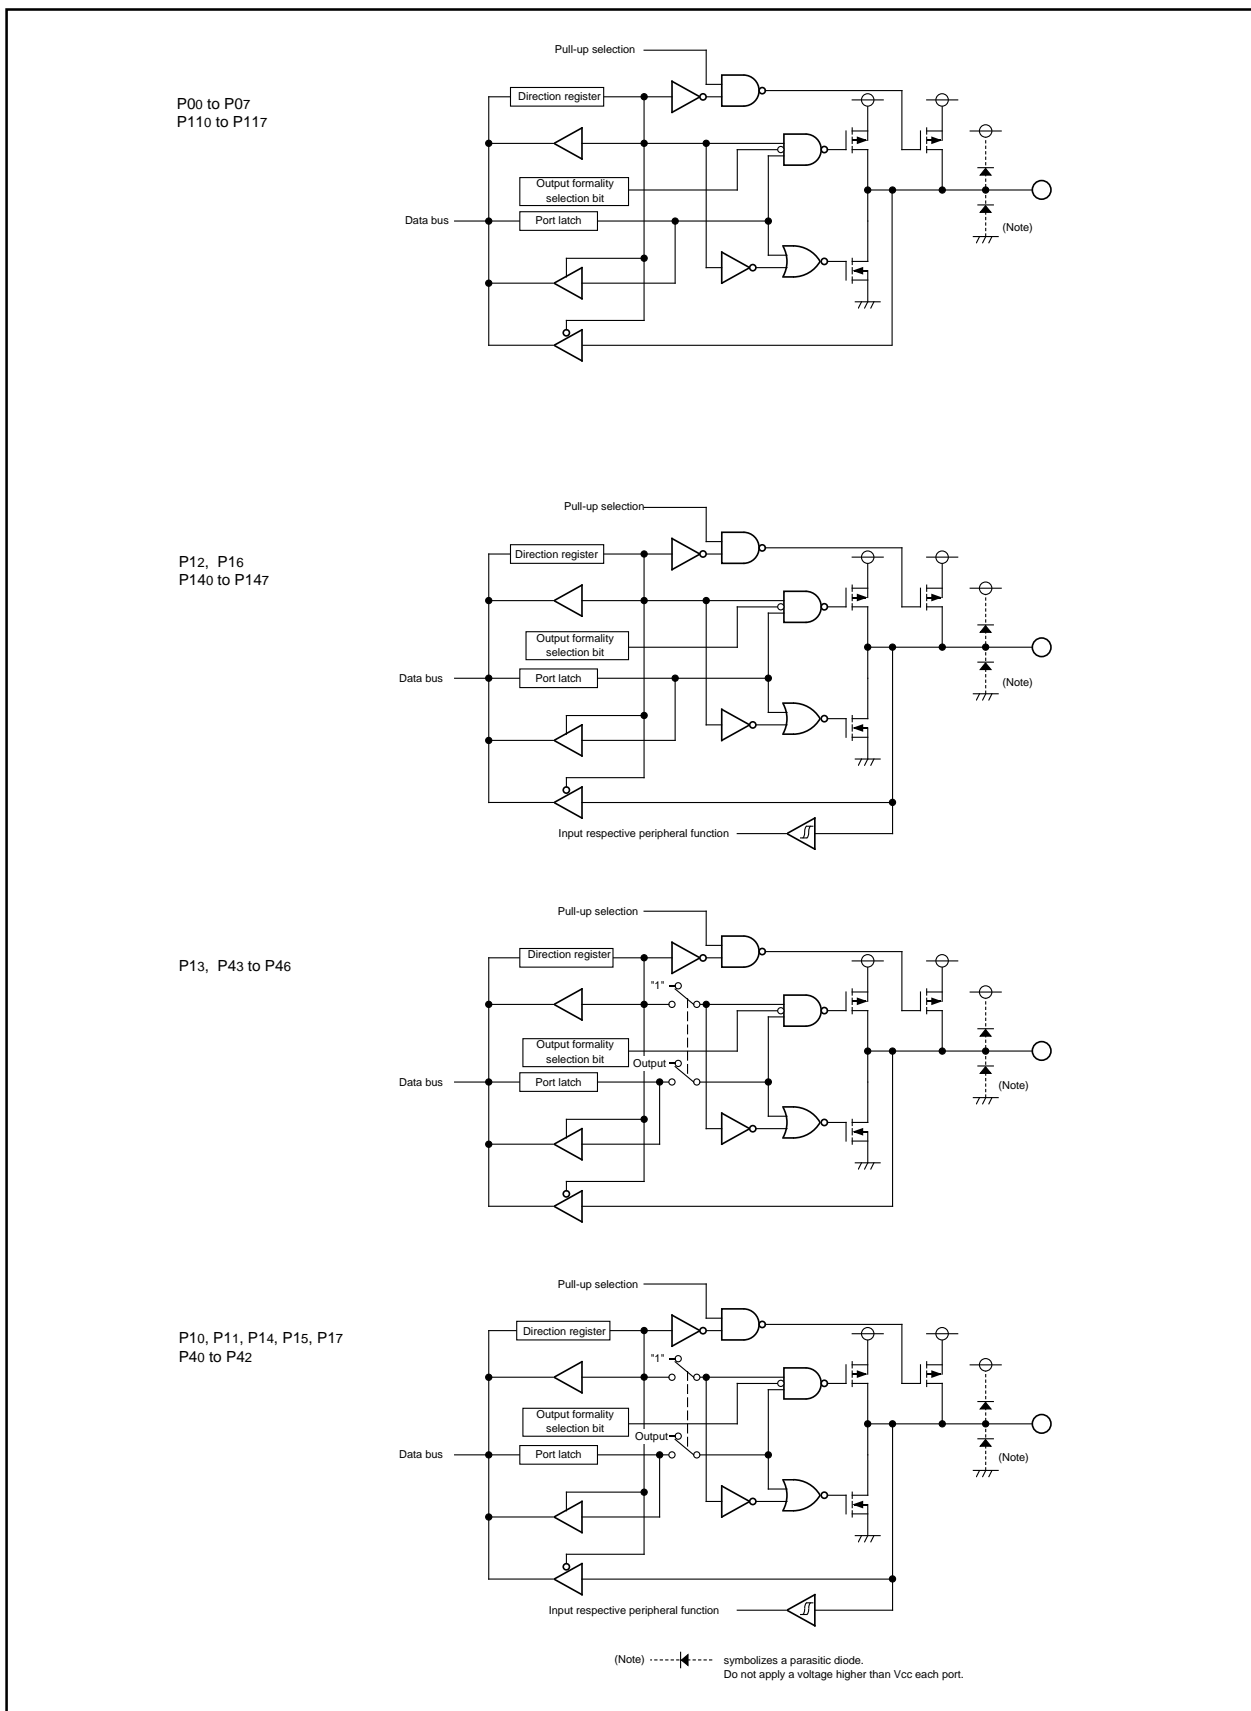 Pull-up selection
P00 to P07
P110 to P117
Direction register
Output formality
selection bit
Data bus
Port latch
(Note)
Pull-up selection
P12, P16
P140 to P147
Direction register
Output formality
selection bit
Data bus
Port latch
(Note)
Input respective peripheral function
Pull-up selection
P13, P43 to P46
Direction register
"1"
Output formality
selection bit
Output
Data bus
Port latch
(Note)
Pull-up selection
P10, P11, P14, P15, P17
P40 to P42
Direction register
"1"
Output formality
selection bit
Output
Data bus
Port latch
(Note)
Input respective peripheral function
(Note) symbolizes a parasitic diode.
Do not apply a voltage higher than Vcc each port.